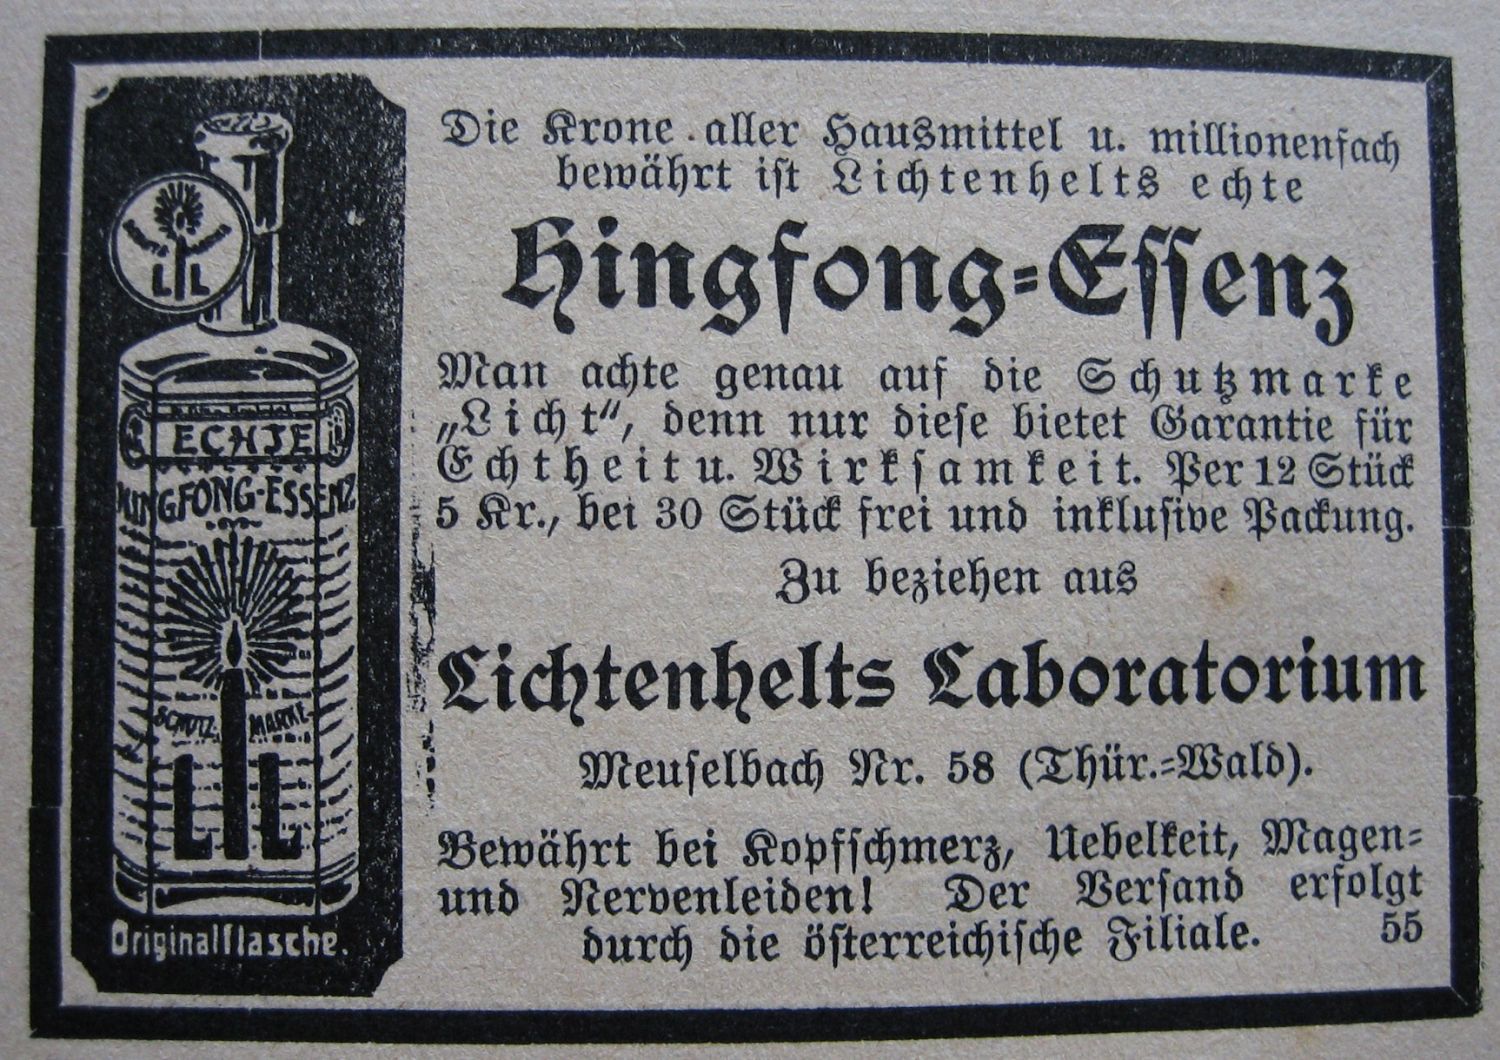 LIL
ECHTE
HINGFONG-ESSENZ
SCHUTZ- MARKE
LIL
Originalflasche.
Die Krone aller Hausmittel u. millionenfach
bewährt ist Lichtenhelts echte
Hingfong=Essenz
Man achte genau auf die Schutzmarke
„Licht“, denn nur diese bietet Garantie für
Echtheit u. Wirksamkeit. Per 12 Stück
5 Kr., bei 30 Stück frei und inklusive Packung.
Zu beziehen aus
Lichtenhelts Laboratorium
Meuselbach Nr. 58 (Thür.=Wald).
Bewährt bei Kopfschmerz, Uebelkeit, Magen=
und Nervenleiden! Der Versand erfolgt
durch die österreichische Filiale. 55